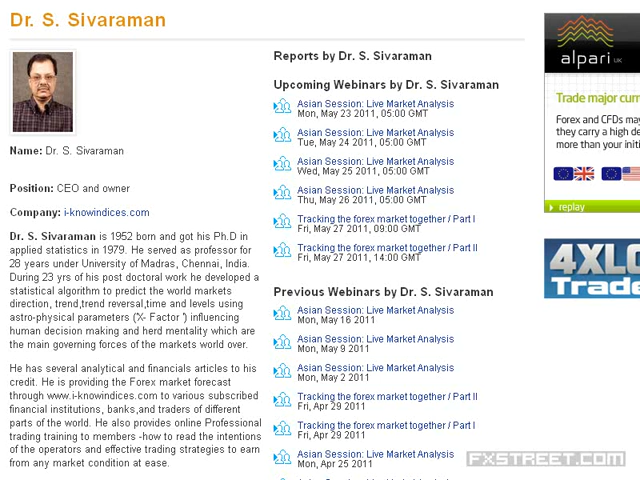 Dr. S. Sivaraman
Name: Dr. S. Sivaraman
Position: CEO and owner
Company: i-knowindices.com
Dr. S. Sivaraman is 1952 born and got his Ph.D in
applied statistics in 1979. He served as professor for
28 years under University of Madras, Chennai, India.
During 23 yrs of his post doctoral work he developed a
statistical algorithm to predict the world markets
direction, trend,trend reversal,time and levels using
astro-physical parameters ('X- Factor ') influencing
human decision making and herd mentality which are
the main governing forces of the markets world over.
He has several analytical and financials articles to his
credit. He is providing the Forex market forecast
through www.i-knowindices.com to various subscribed
financial institutions, banks,and traders of different
parts of the world. He also provides online Professional
trading training to members -how to read the intentions
of the operators and effective trading strategies to earn
from any market condition at ease.
Reports by Dr. S. Sivaraman
Upcoming Webinars by Dr. S. Sivaraman
Asian Session: Live Market Analysis
Mon, May 23 2011, 05:00 GMT
Asian Session: Live Market Analysis
Tue, May 24 2011, 05:00 GMT
Asian Session: Live Market Analysis
Wed, May 25 2011, 05:00 GMT
Asian Session: Live Market Analysis
Thu, May 26 2011, 05:00 GMT
Tracking the forex market together / Part I
Fri, May 27 2011, 09:00 GMT
Tracking the forex market together / Part II
Fri, May 27 2011, 14:00 GMT
Previous Webinars by Dr. S. Sivaraman
Asian Session: Live Market Analysis
Mon, May 16 2011
Asian Session: Live Market Analysis
Mon, May 9 2011
Asian Session: Live Market Analysis
Mon, May 2 2011
Tracking the forex market together / Part II
Fri, Apr 29 2011
Tracking the forex market together / Part I
Fri, Apr 29 2011
Asian Session: Live Market Analysis
Mon, Apr 25 2011
alpari UK
Trade major curr
Forex and CFDs may
they carry a high de
more than your initi
replay
4XLO
Trade
FXSTREET.COM